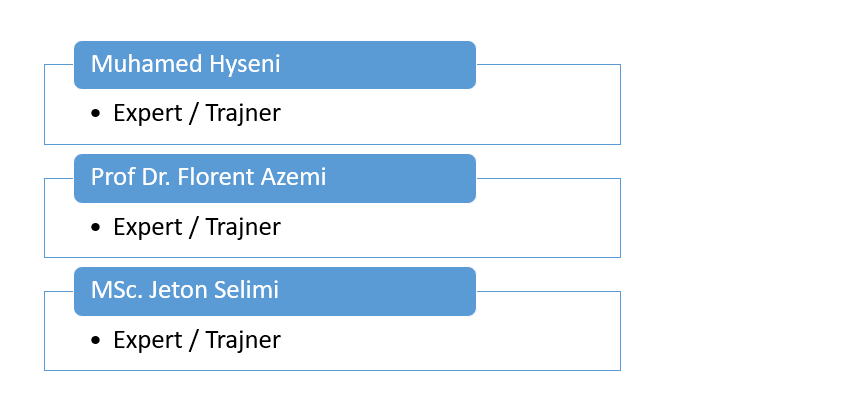 Muhamed Hyseni
• Expert / Trajner
Prof Dr. Florent Azemi
• Expert / Trajner
MSc. Jeton Selimi
• Expert / Trajner